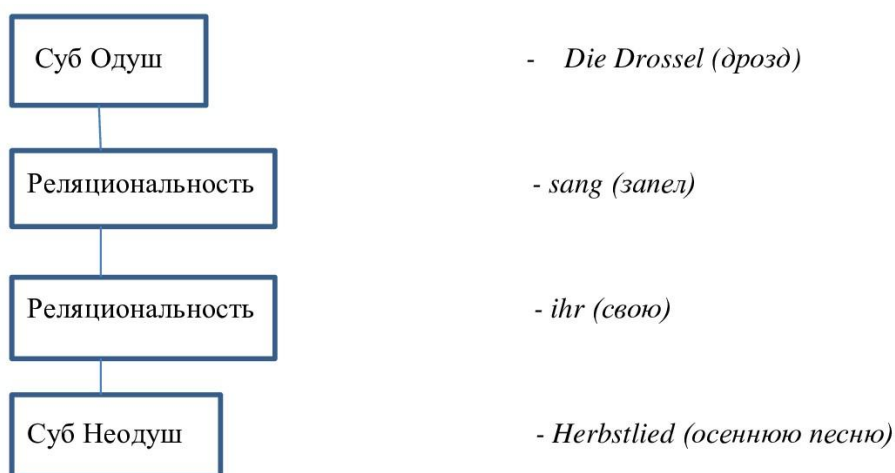 Суб Одуш - Die Drossel (дрозд)
Реляциональность - sang (запел)
Реляциональность - ihr (свою)
Суб Неодуш - Herbstlied (осеннюю песню)